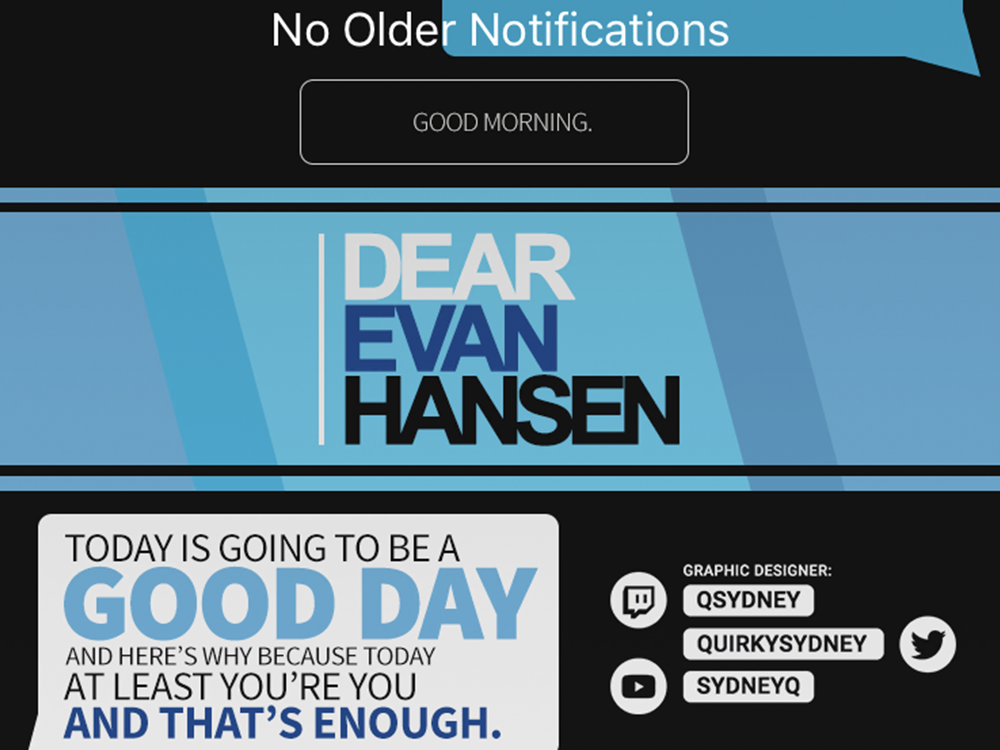 No Older Notifications
GOOD MORNING.
DEAR
EVAN
HANSEN
TODAY IS GOING TO BE A
GOOD DAY
AND HERE'S WHY BECAUSE TODAY
AT LEAST YOU'RE YOU
AND THAT'S ENOUGH.
GRAPHIC DESIGNER:
QSYDNEY
QUIRKYSYDNEY
SYDNEYQ